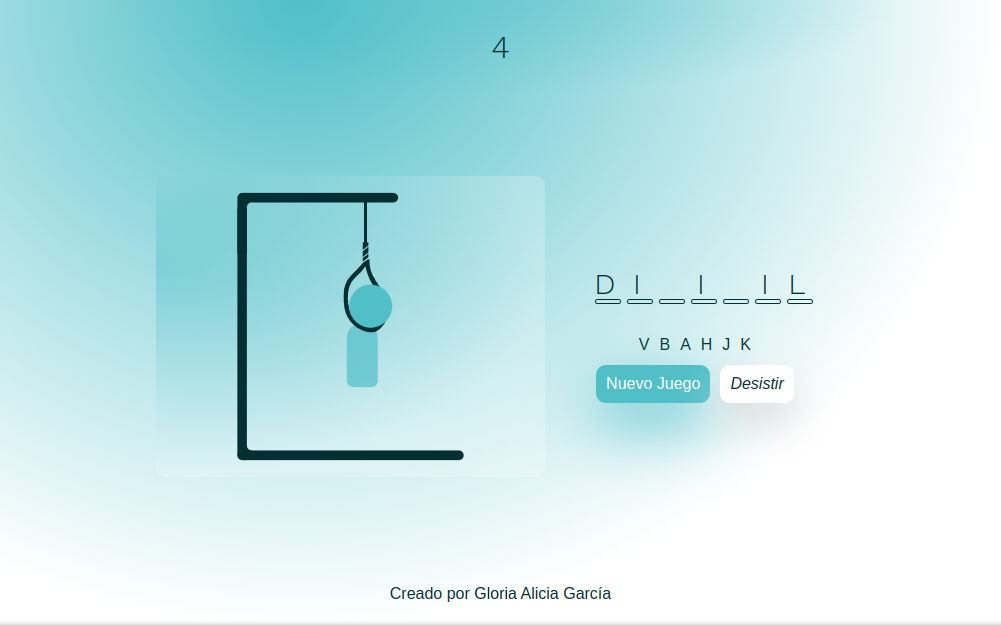 4
D I _ I _ I L
V B A H J K
Nuevo Juego Desistir
Creado por Gloria Alicia García